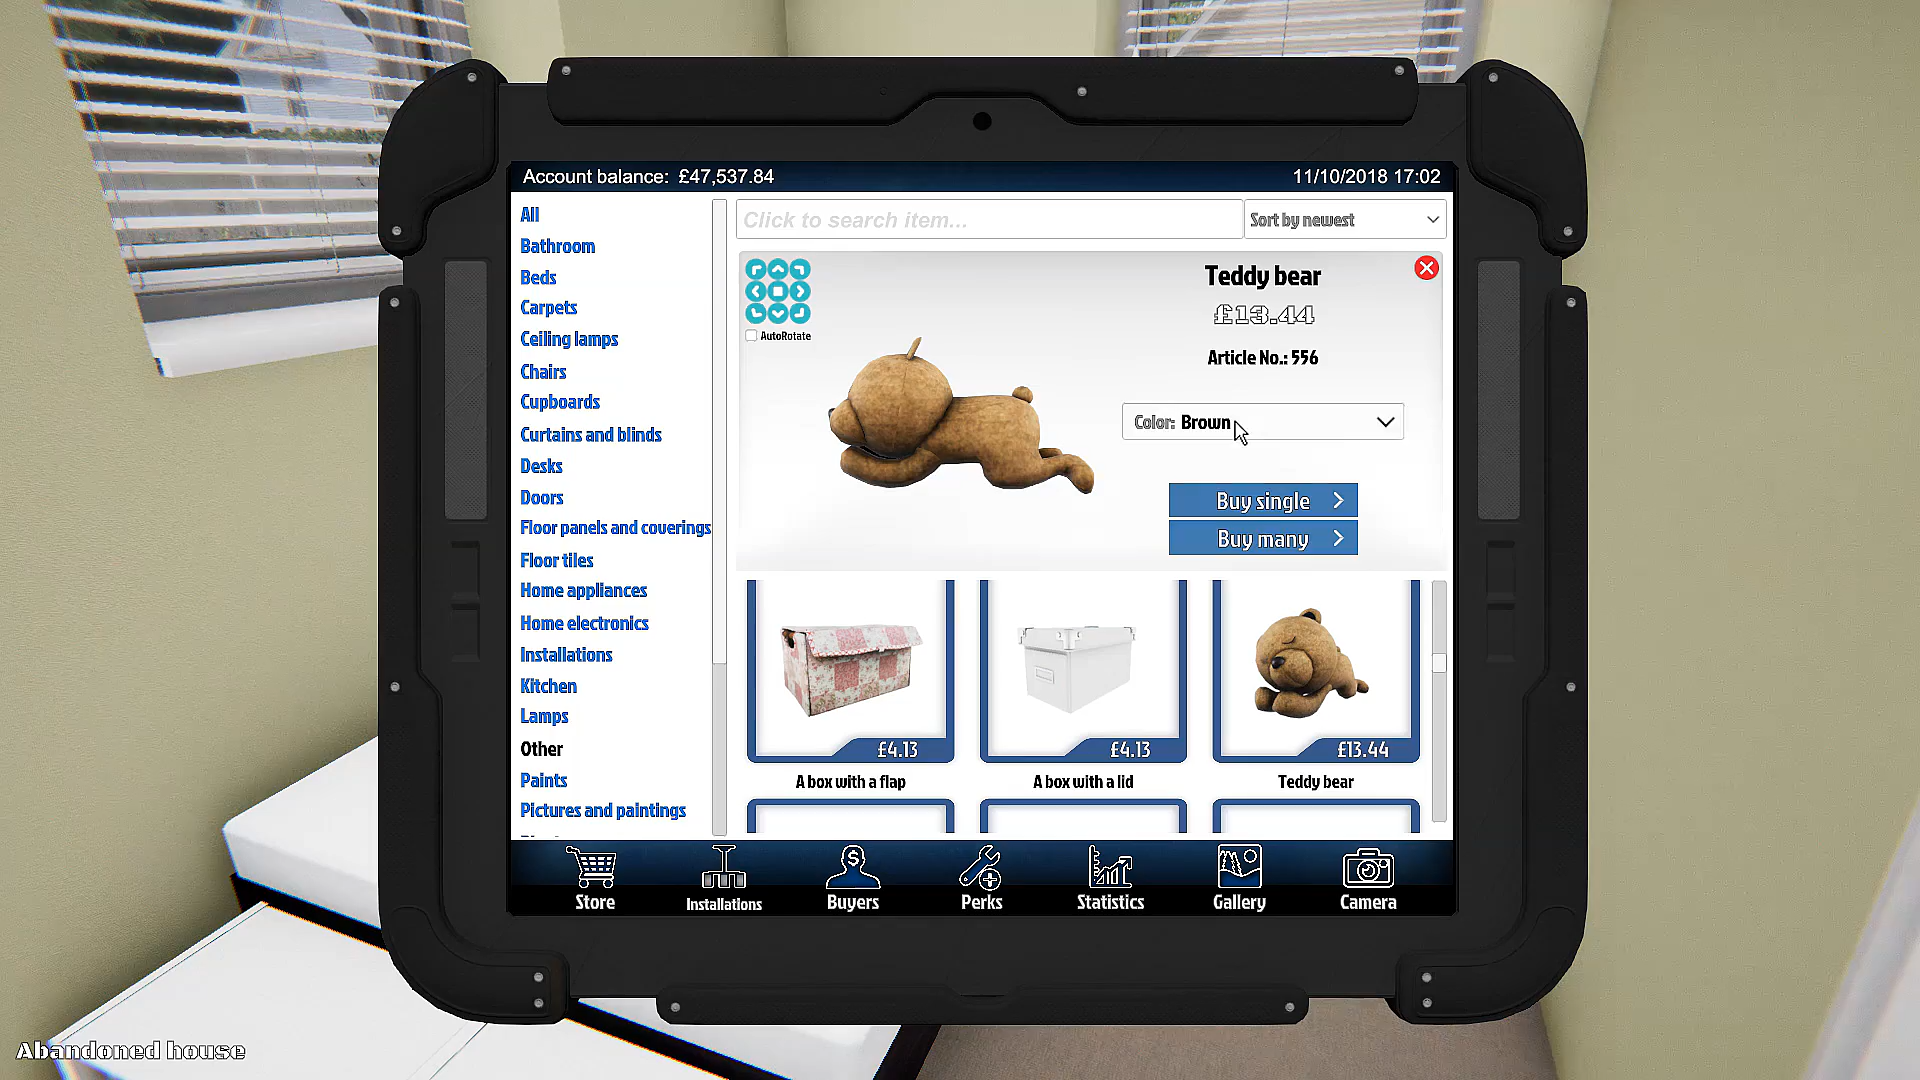 Account balance: £47,537.84
11/10/2018 17:02
All
Bathroom
Beds
Carpets
Ceiling lamps
Chairs
Cupboards
Curtains and blinds
Desks
Doors
Floor panels and coverings
Floor tiles
Home appliances
Home electronics
Installations
Kitchen
Lamps
Other
Paints
Pictures and paintings
Click to search item...
Sort by newest
AutoRotate
Teddy bear
£13.44
Article No.: 556
Color: Brown
Buy single
Buy many
£4.13
£4.13
£13.44
A box with a flap
A box with a lid
Teddy bear
Store
Installations
Buyers
Perks
Statistics
Gallery
Camera
Abandoned house